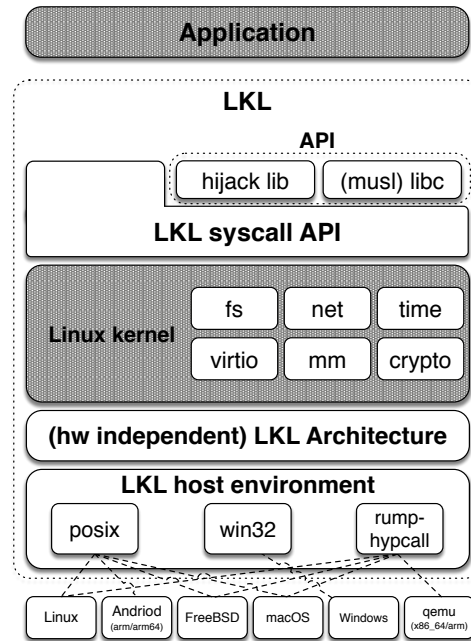 Application
LKL
API
hijack lib
(musl) libc
LKL syscall API
Linux kernel
fs
net
time
virtio
mm
crypto
(hw independent) LKL Architecture
LKL host environment
posix
win32
rump-
hypcall
Linux
Andriod
(arm/arm64)
FreeBSD
macOS
Windows
qemu
(x86_64/arm)